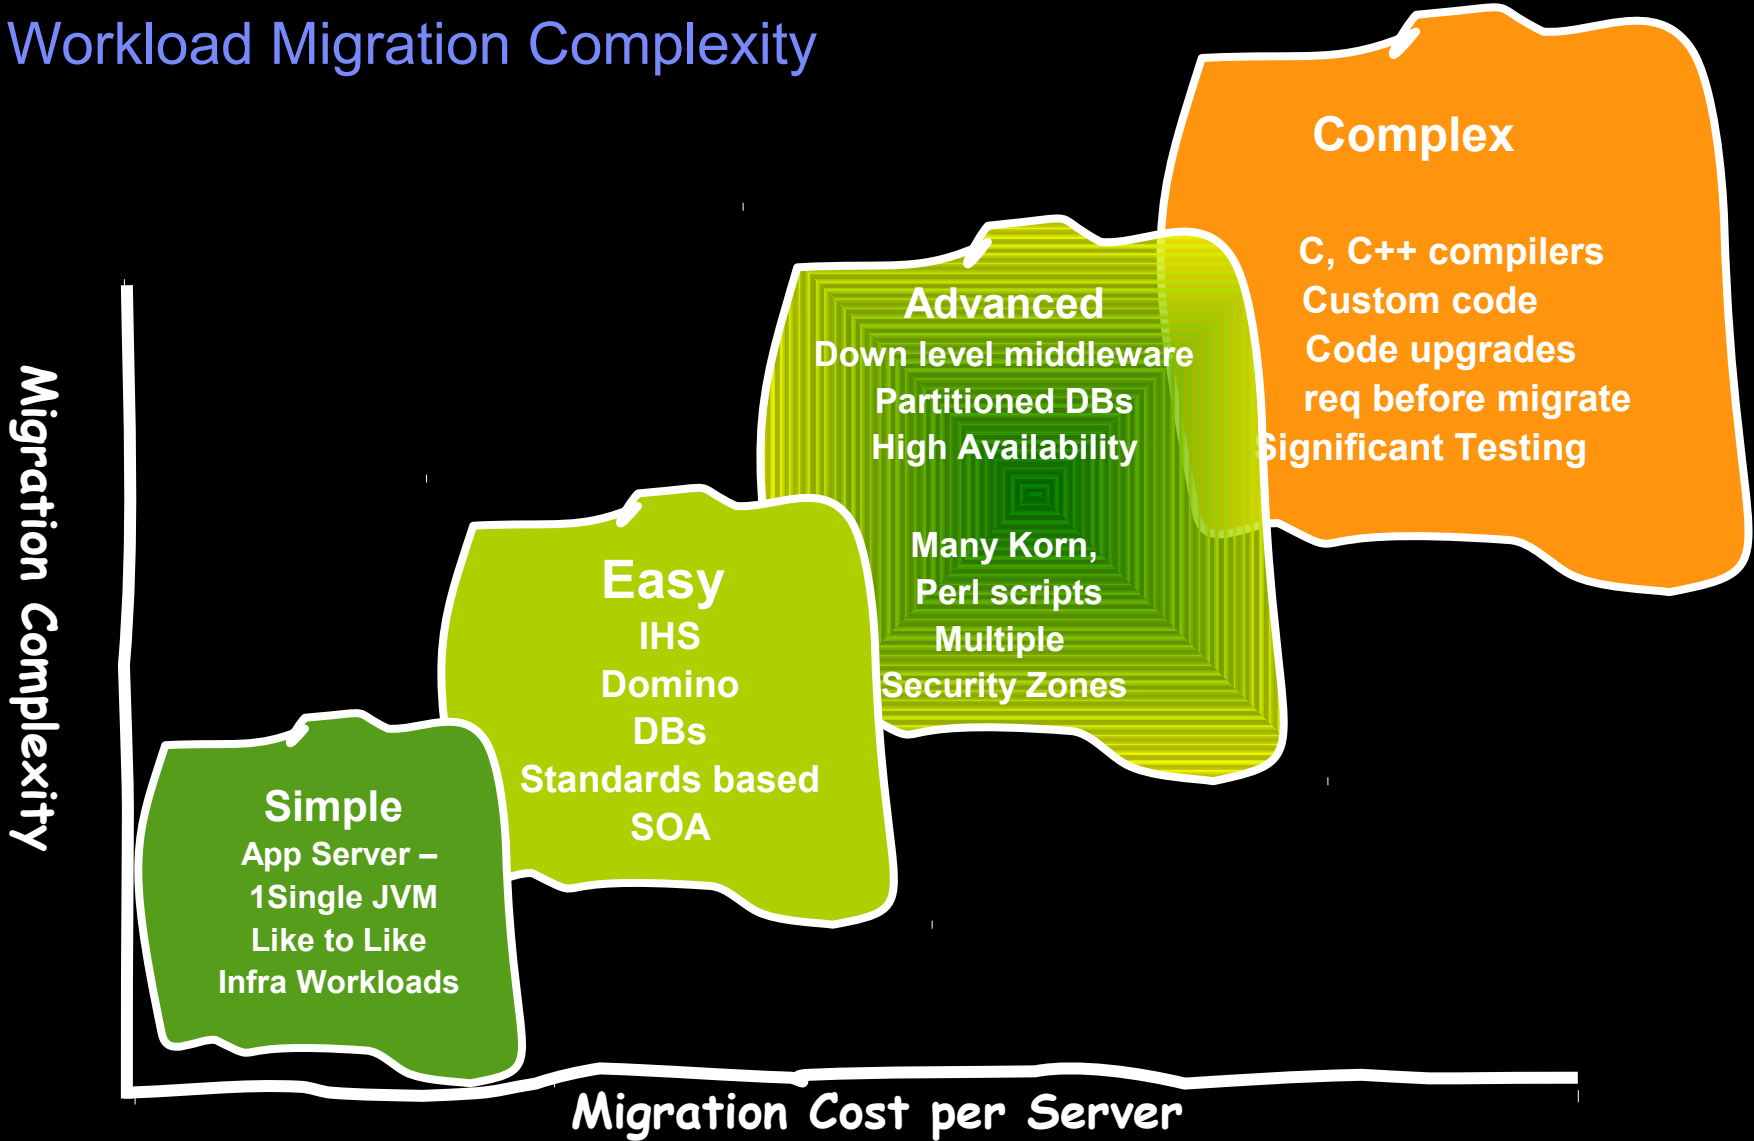 Workload Migration Complexity
Complex
C, C++ compilers
Custom code
Code upgrades
req before migrate
Significant Testing
Advanced
Down level middleware
Partitioned DBs
High Availability
Many Korn,
Perl scripts
Multiple
Security Zones
Easy
IHS
Domino
DBs
Standards based
SOA
Simple
App Server –
1Single JVM
Like to Like
Infra Workloads
Migration Complexity
Migration Cost per Server